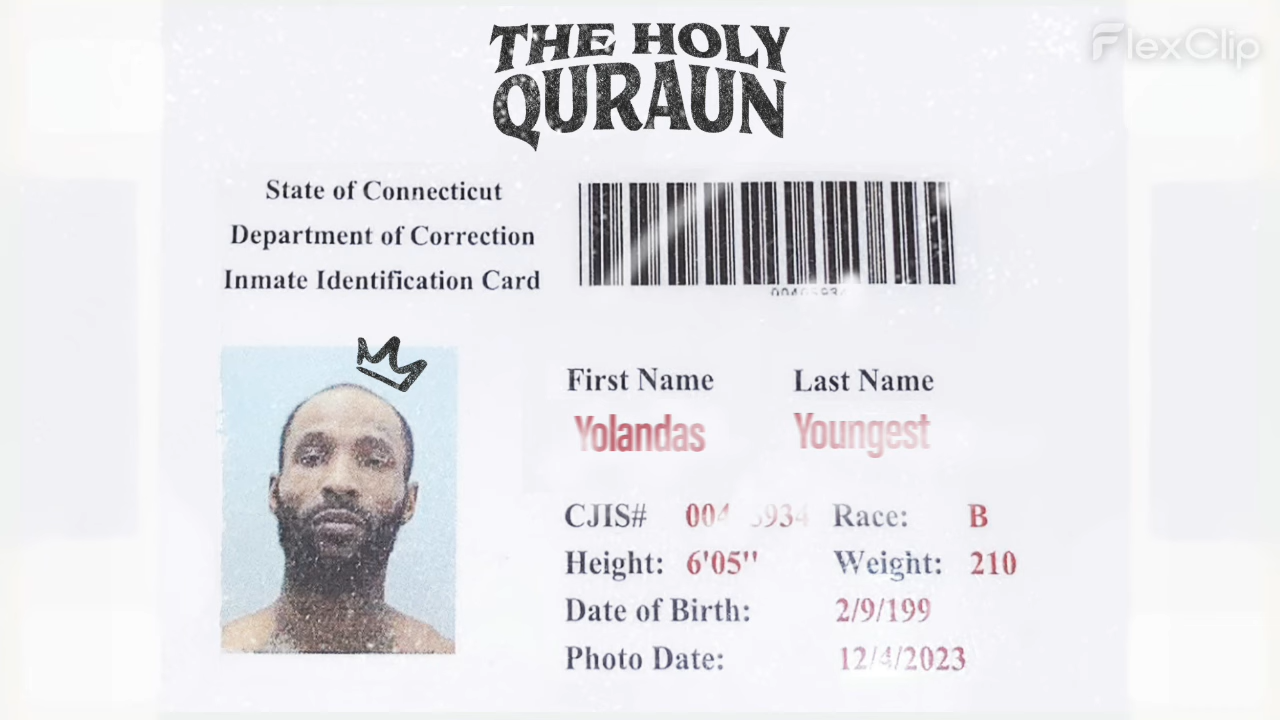 THE HOLY
QURAUN
FlexClip
State of Connecticut
Department of Correction
Inmate Identification Card
First Name Last Name
Yolandas Youngest
CJIS# Race: B
Height: 6'05" Weight: 210
Date of Birth: 2/9/199
Photo Date: 12/4/2023